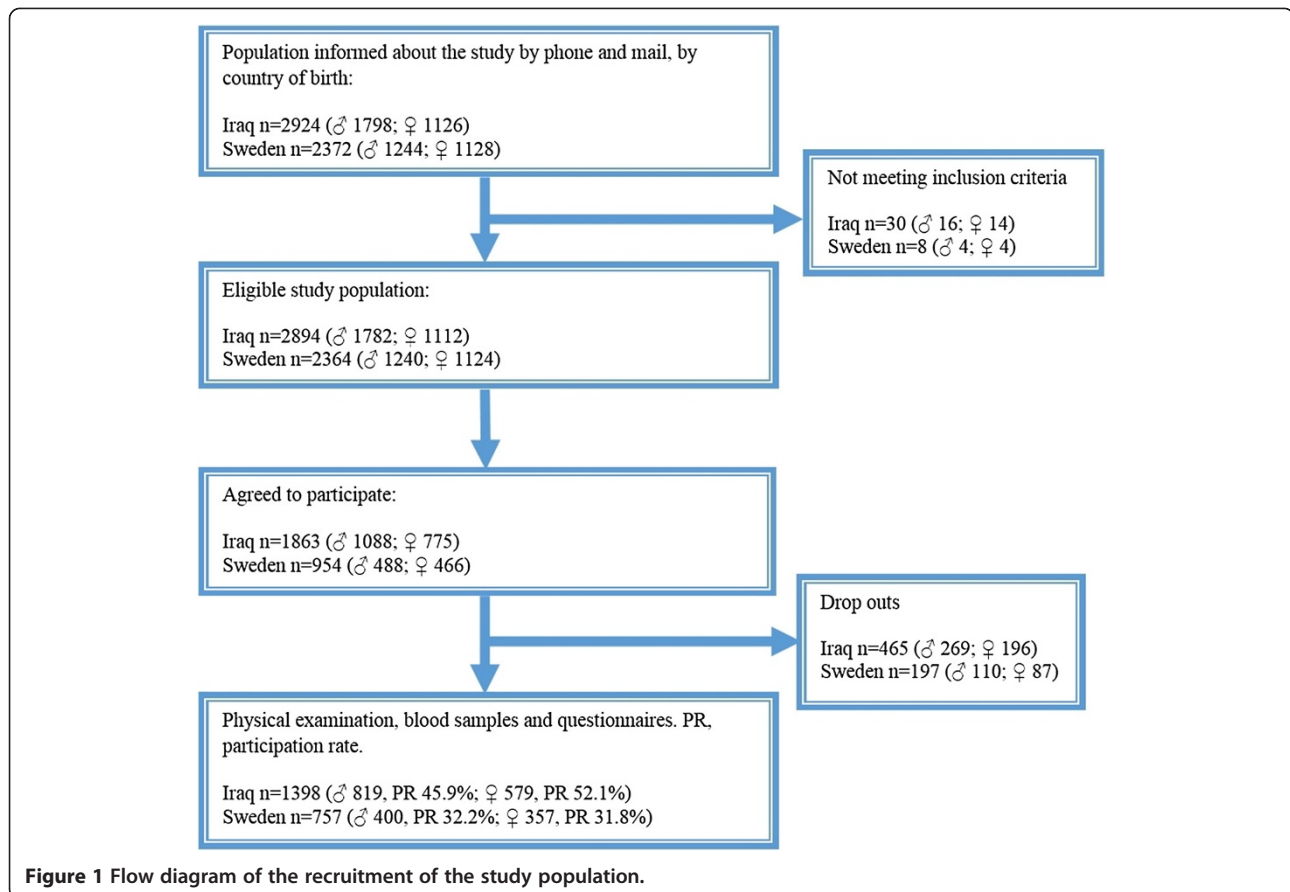 Population informed about the study by phone and mail, by
country of birth:
Iraq n=2924 (♂ 1798; ♀ 1126)
Sweden n=2372 (♂ 1244; ♀ 1128)
Not meeting inclusion criteria
Iraq n=30 (♂ 16; ♀ 14)
Sweden n=8 (♂ 4; ♀ 4)
Eligible study population:
Iraq n=2894 (♂ 1782; ♀ 1112)
Sweden n=2364 (♂ 1240; ♀ 1124)
Agreed to participate:
Iraq n=1863 (♂ 1088; ♀ 775)
Sweden n=954 (♂ 488; ♀ 466)
Drop outs
Iraq n=465 (♂ 269; ♀ 196)
Sweden n=197 (♂ 110; ♀ 87)
Physical examination, blood samples and questionnaires. PR,
participation rate.
Iraq n=1398 (♂ 819, PR 45.9%; ♀ 579, PR 52.1%)
Sweden n=757 (♂ 400, PR 32.2%; ♀ 357, PR 31.8%)
Figure 1 Flow diagram of the recruitment of the study population.